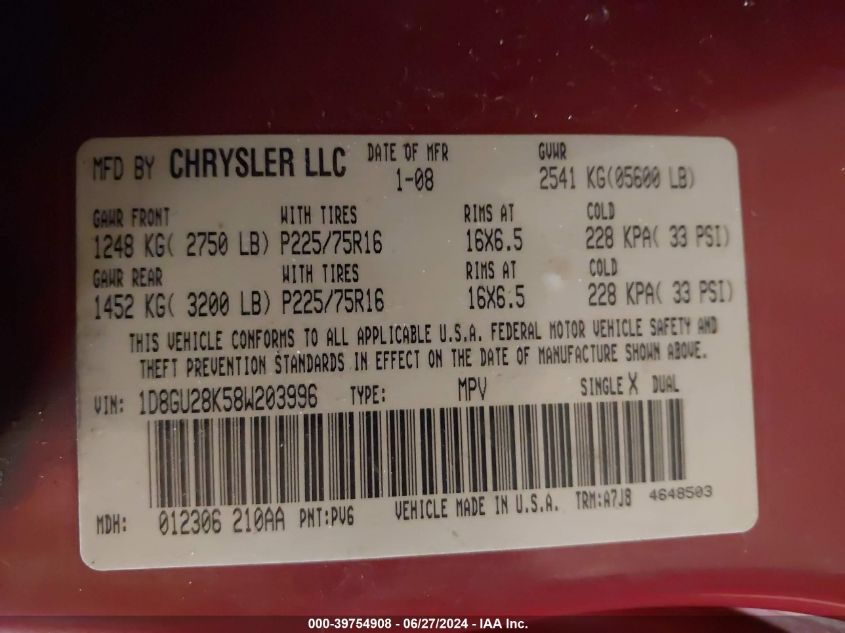 MFD BY CHRYSLER LLC DATE OF MFR GVWR
1-08 2541 KG(05600 LB)
GAWR FRONT WITH TIRES RIMS AT COLD
1248 KG( 2750 LB) P225/75R16 16X6.5 228 KPA( 33 PSI)
GAWR REAR WITH TIRES RIMS AT COLD
1452 KG( 3200 LB) P225/75R16 16X6.5 228 KPA( 33 PSI)
THIS VEHICLE CONFORMS TO ALL APPLICABLE U.S.A. FEDERAL MOTOR VEHICLE SAFETY AND
THEFT PREVENTION STANDARDS IN EFFECT ON THE DATE OF MANUFACTURE SHOWN ABOVE.
VIN: 1D8GU28K58W203996 TYPE: MPV SINGLE X DUAL
MDH: 012306 210AA PNT:PV6 VEHICLE MADE IN U.S.A. TRM:A7J8 4648503
000-39754908 - 06/27/2024 - IAA Inc.